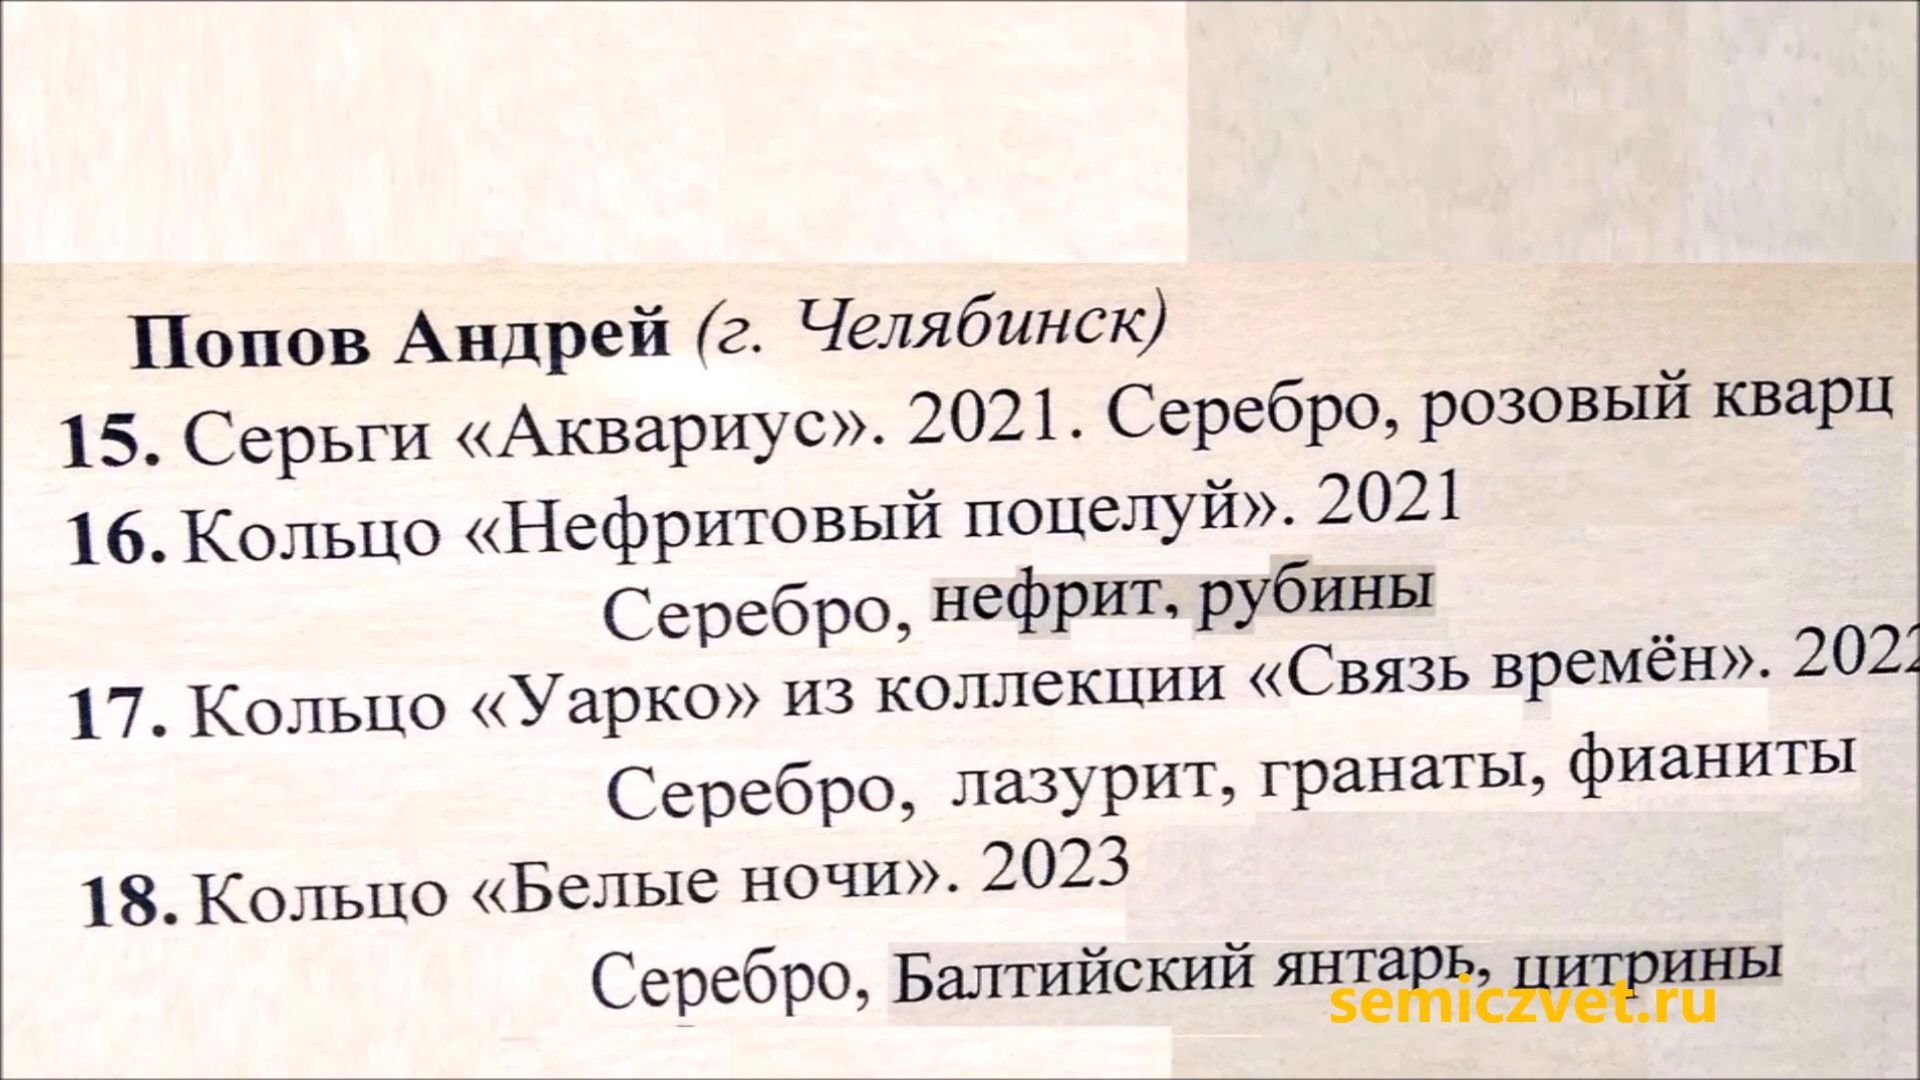 Попов Андрей (г. Челябинск)
15. Серьги «Аквариус». 2021. Серебро, розовый кварц
16. Кольцо «Нефритовый поцелуй». 2021
Серебро, нефрит, рубины
17. Кольцо «Уарко» из коллекции «Связь времён». 2022
Серебро, лазурит, гранаты, фианиты
18. Кольцо «Белые ночи». 2023
Серебро, Балтийский янтарь, цитрины
semiczvet.ru